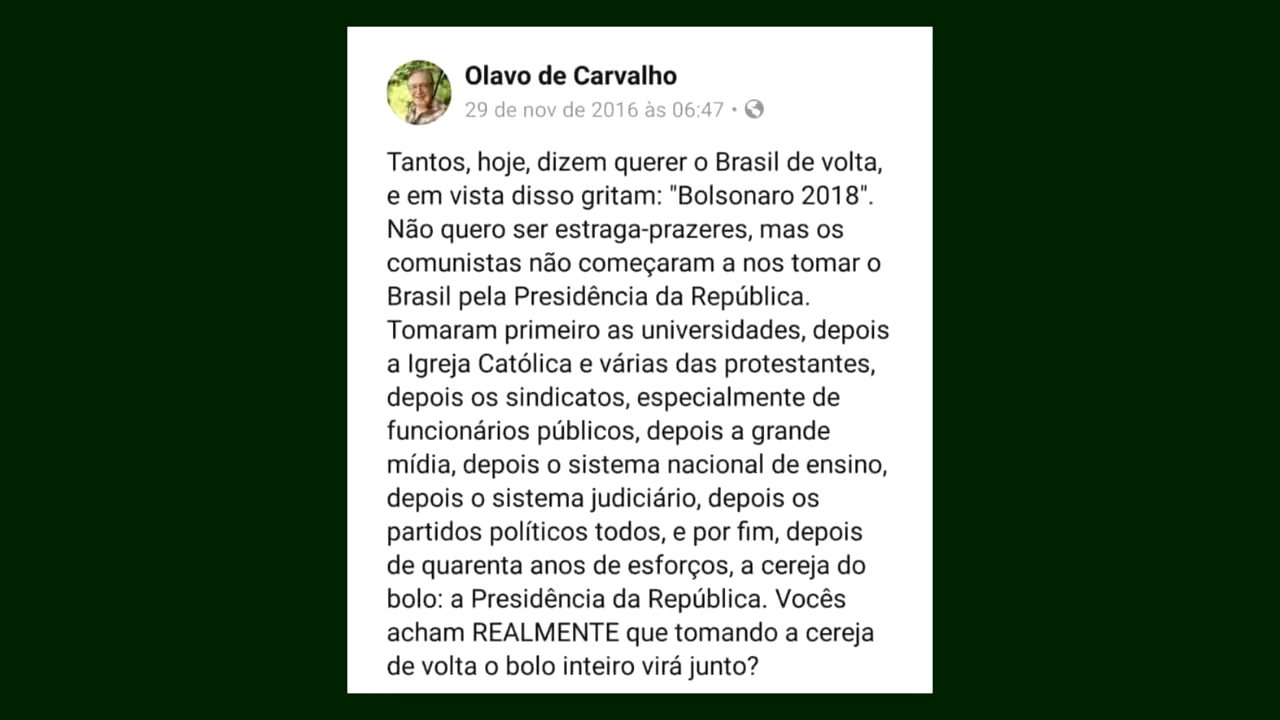 Olavo de Carvalho
29 de nov de 2016 às 06:47 •
Tantos, hoje, dizem querer o Brasil de volta,
e em vista disso gritam: "Bolsonaro 2018".
Não quero ser estraga-prazeres, mas os
comunistas não começaram a nos tomar o
Brasil pela Presidência da República.
Tomaram primeiro as universidades, depois
a Igreja Católica e várias das protestantes,
depois os sindicatos, especialmente de
funcionários públicos, depois a grande
mídia, depois o sistema nacional de ensino,
depois o sistema judiciário, depois os
partidos políticos todos, e por fim, depois
de quarenta anos de esforços, a cereja do
bolo: a Presidência da República. Vocês
acham REALMENTE que tomando a cereja
de volta o bolo inteiro virá junto?